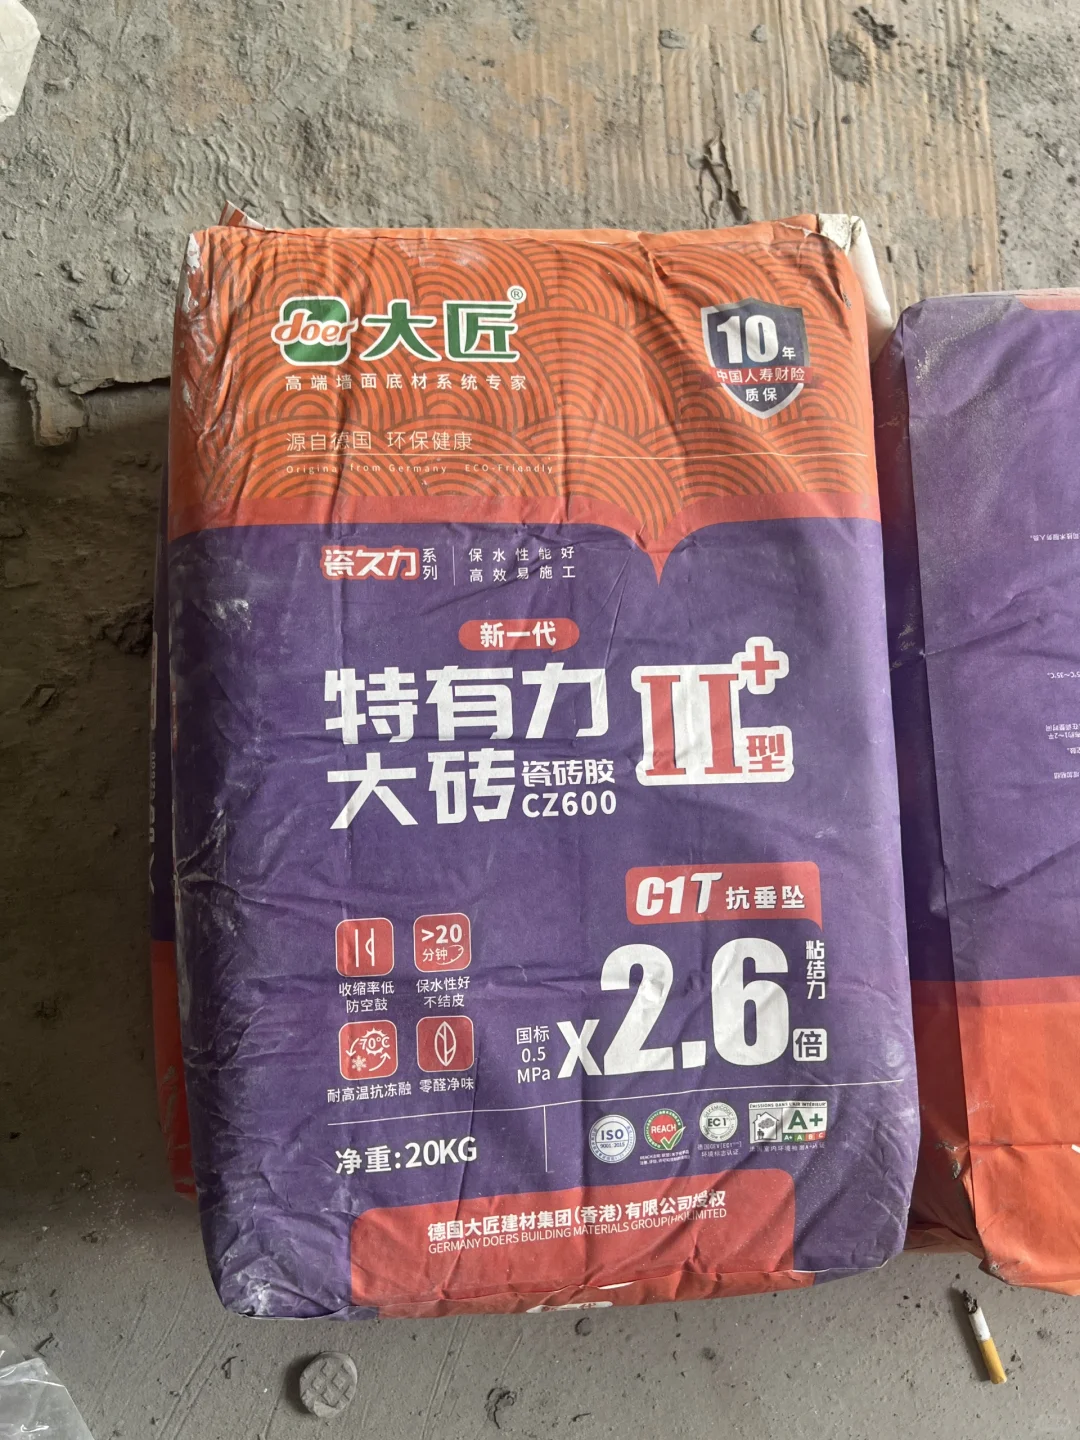 doer 大匠®
高端墙面底材系统专家
10年
中国人寿财险
质保
源自德国 环保健康
Original from Germany ECO-Friendly
瓷久力系列
保水性能好
高效易施工
新一代
特有力
大砖瓷砖胶
CZ600
II+型
C1T 抗垂坠
>20
分钟
收缩率低
防空鼓
保水性好
不结皮
70°C
耐高温抗冻融
零醛净味
国标
0.5
MPa
x2.6倍
粘结力
净重:20KG
ISO
9001:2015
REACH
EC1
A+
A+ A B C
德国大匠建材集团(香港)有限公司授权
GERMANY DOERS BUILDING MATERIALS GROUP(HK)LIMITED